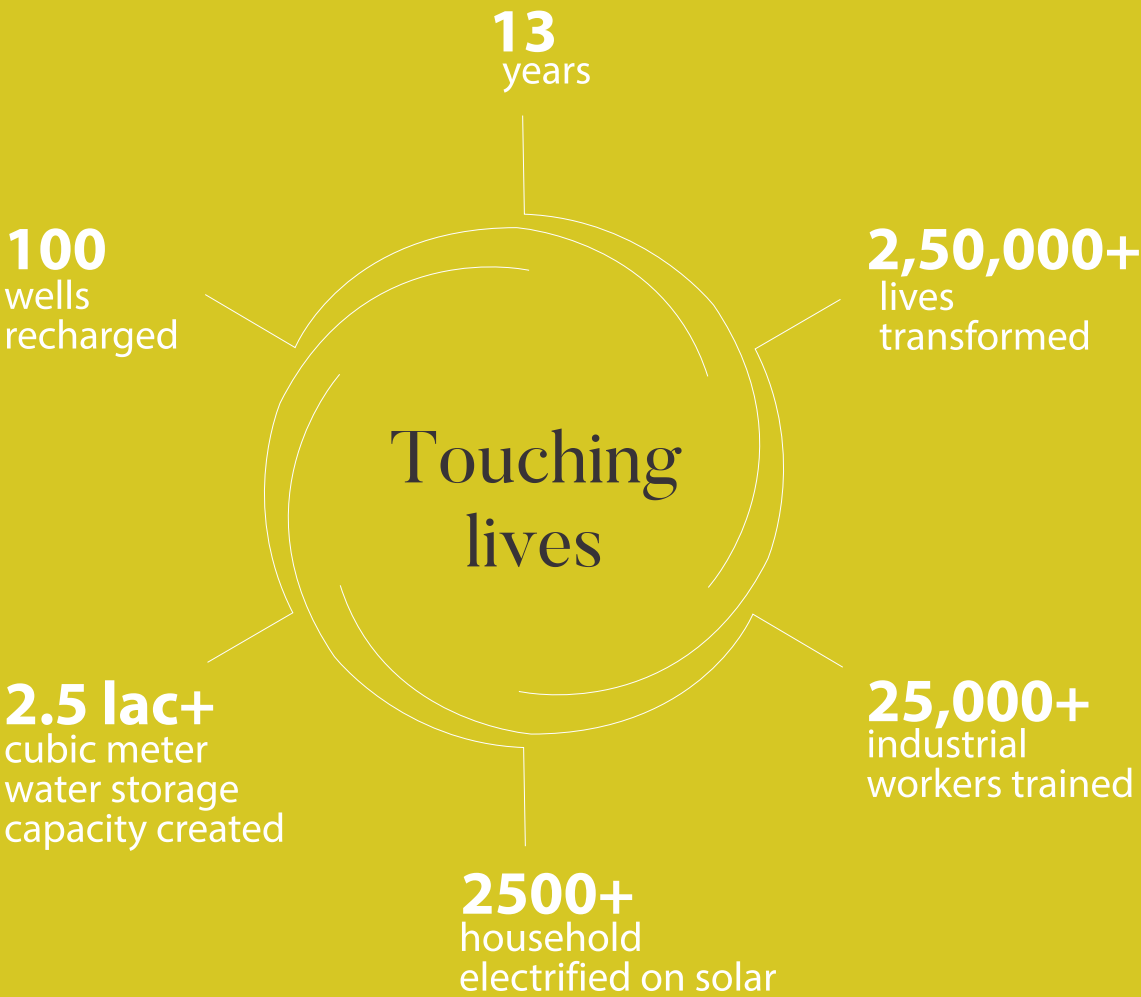 13
years
100
wells
recharged
2,50,000+
lives
transformed
Touching
lives
2.5 lac+
cubic meter
water storage
capacity created
25,000+
industrial
workers trained
2500+
household
electrified on solar